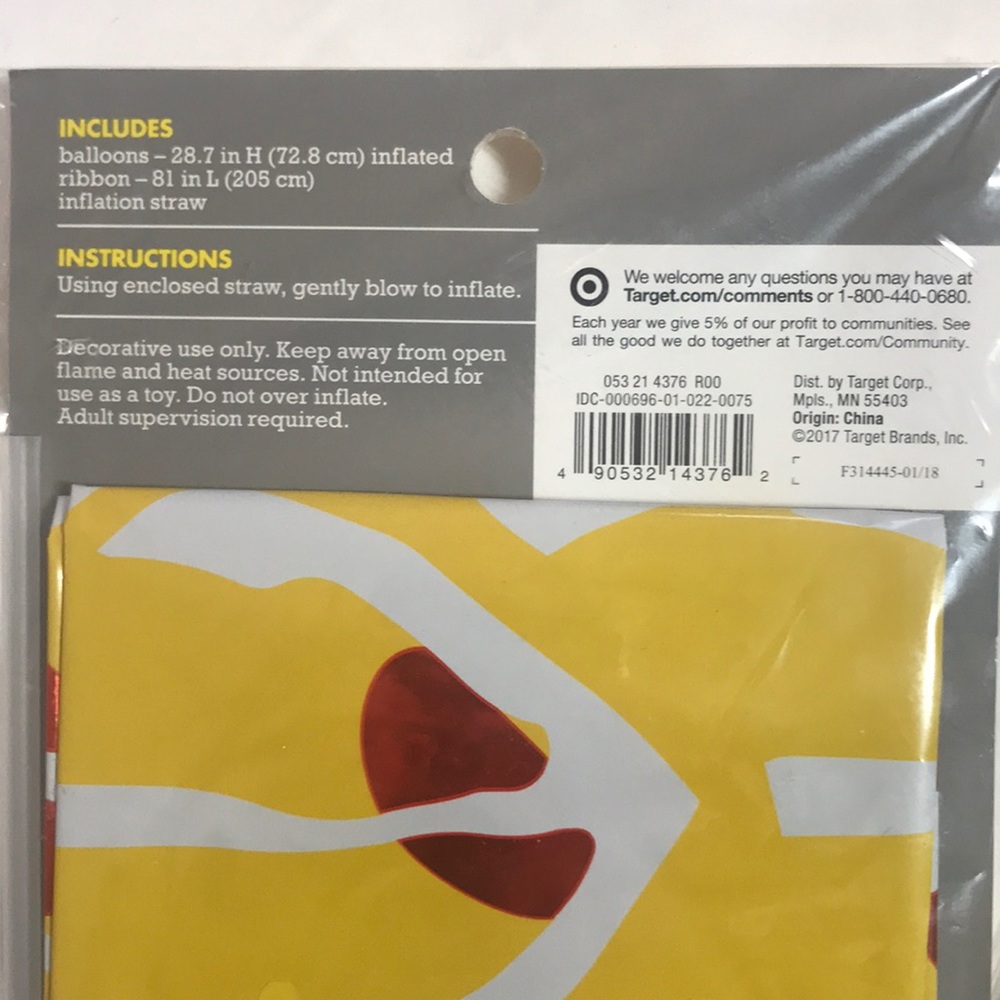 INCLUDES
balloons – 28.7 in H (72.8 cm) inflated
ribbon – 81 in L (205 cm)
inflation straw
INSTRUCTIONS
Using enclosed straw, gently blow to inflate.
Decorative use only. Keep away from open
flame and heat sources. Not intended for
use as a toy. Do not over inflate.
Adult supervision required.
We welcome any questions you may have at
Target.com/comments or 1-800-440-0680.
Each year we give 5% of our profit to communities. See
all the good we do together at Target.com/Community.
053 21 4376 R00
IDC-000696-01-022-0075
4 90532 14376 2
Dist. by Target Corp.,
Mpls., MN 55403
Origin: China
©2017 Target Brands, Inc.
F314445-01/18